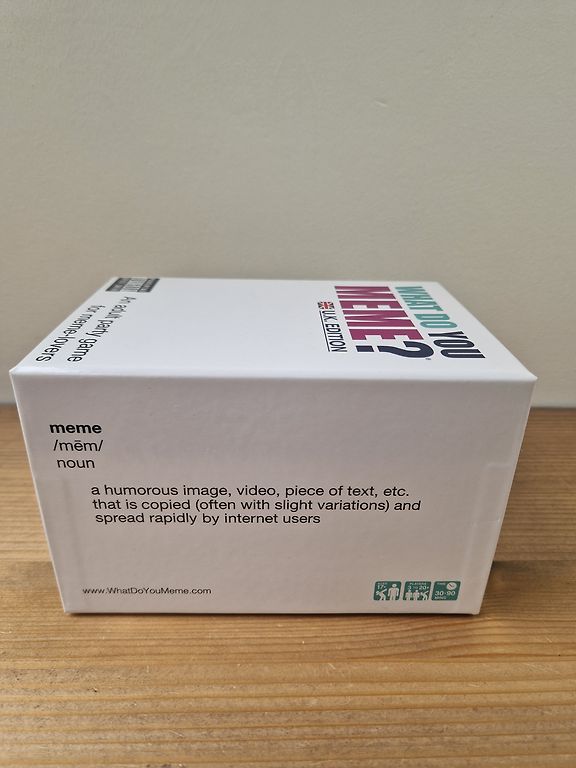 WHAT DO YOU
MEME?
U.K. EDITION
An adult party game
for meme-lovers
meme
/mēm/
noun
a humorous image, video, piece of text, etc.
that is copied (often with slight variations) and
spread rapidly by internet users
www.WhatDoYouMeme.com
17+
PLAYERS
3 TO 20+
TIME
30-90
MINS